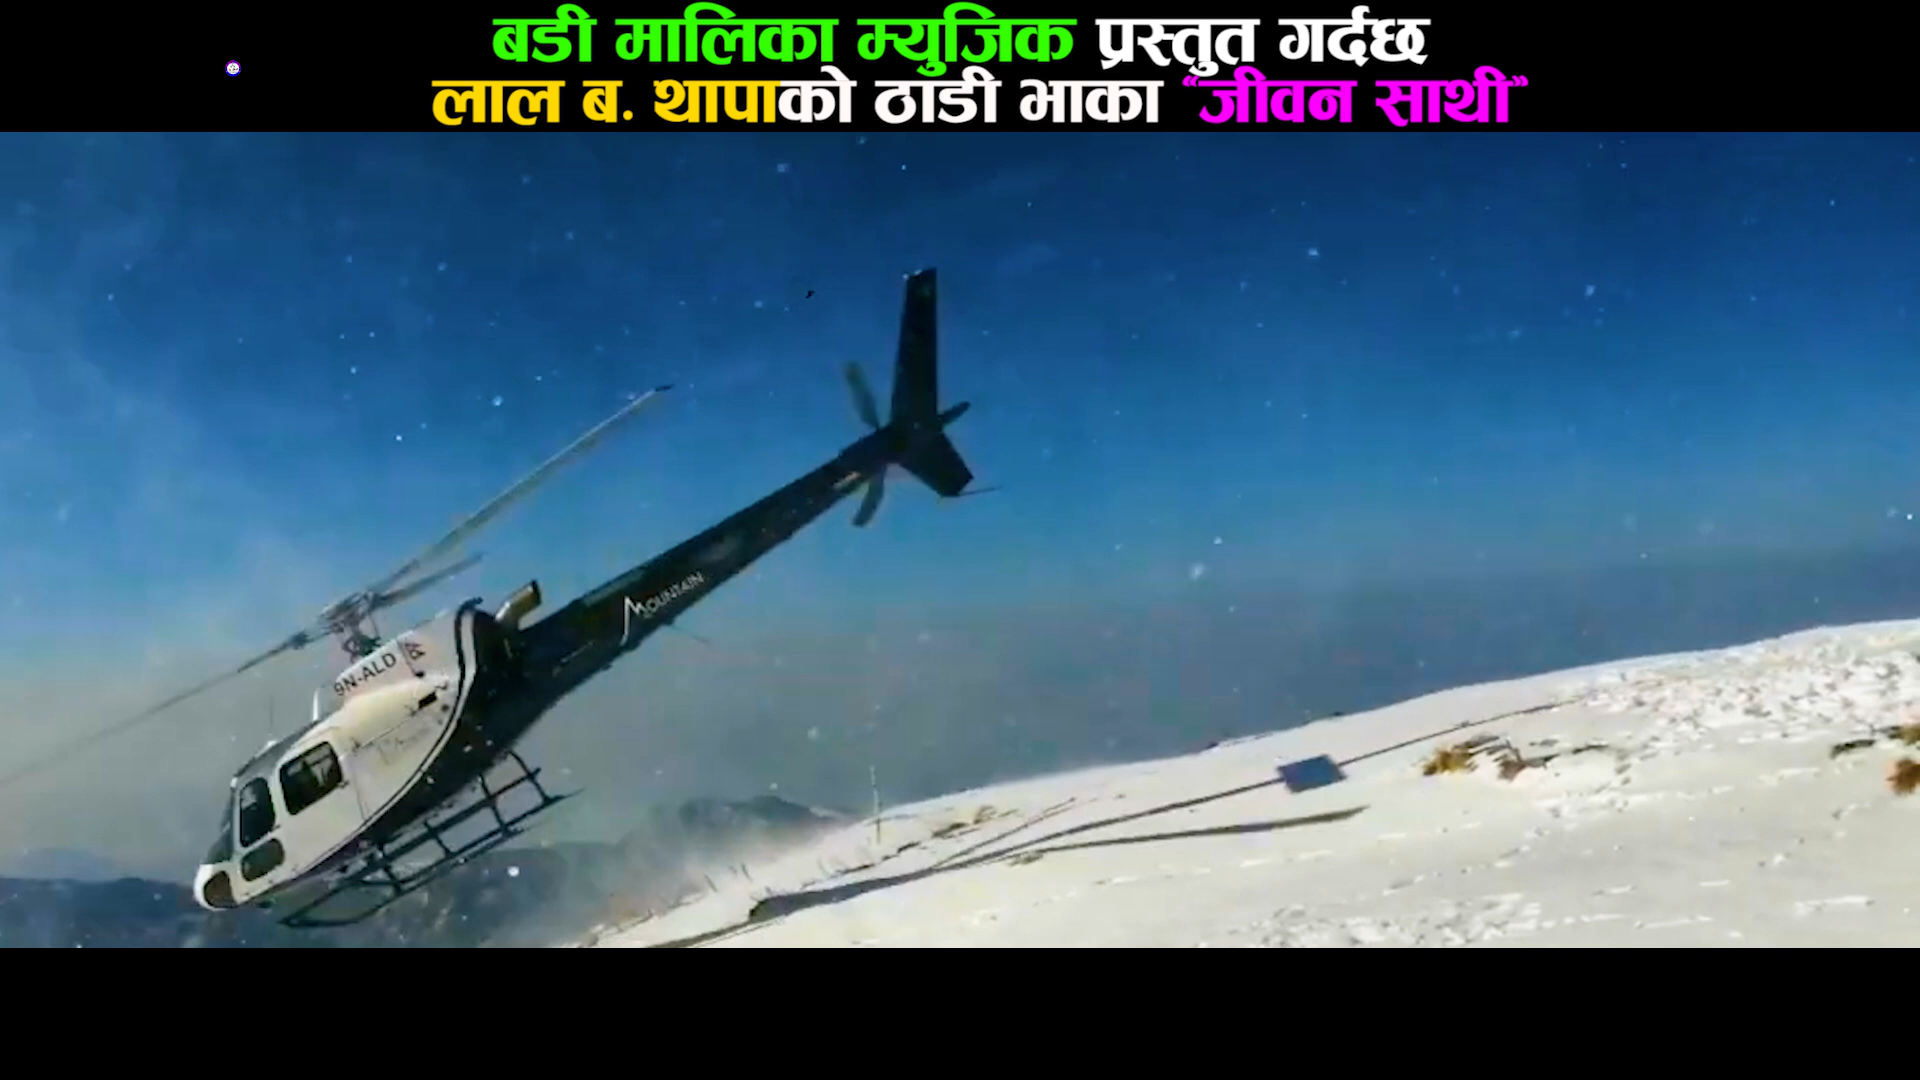 बडी मालिका म्युजिक प्रस्तुत गर्दछ
लाल ब. थापाको ठाडी भाका “जीवन साथी”
MOUNTAIN
9N-ALD